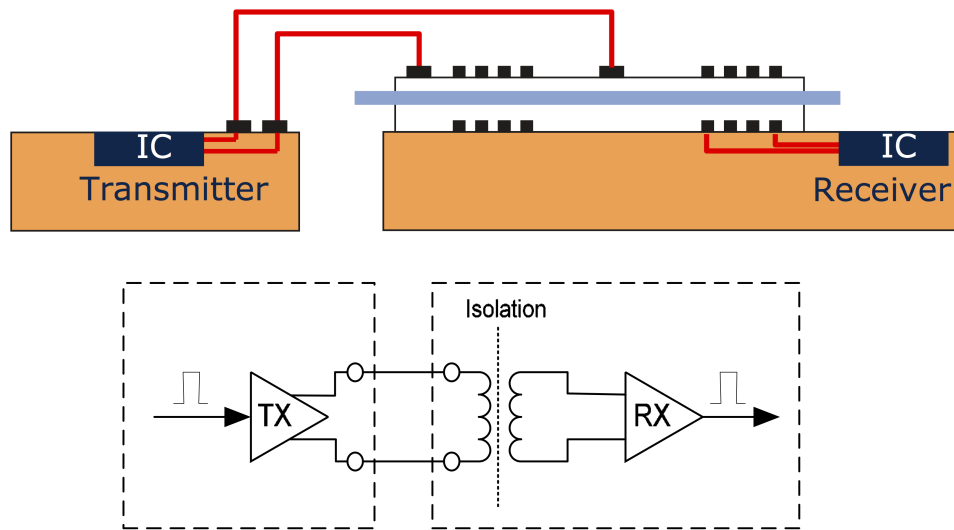 IC
Transmitter
IC
Receiver
Isolation
TX
RX